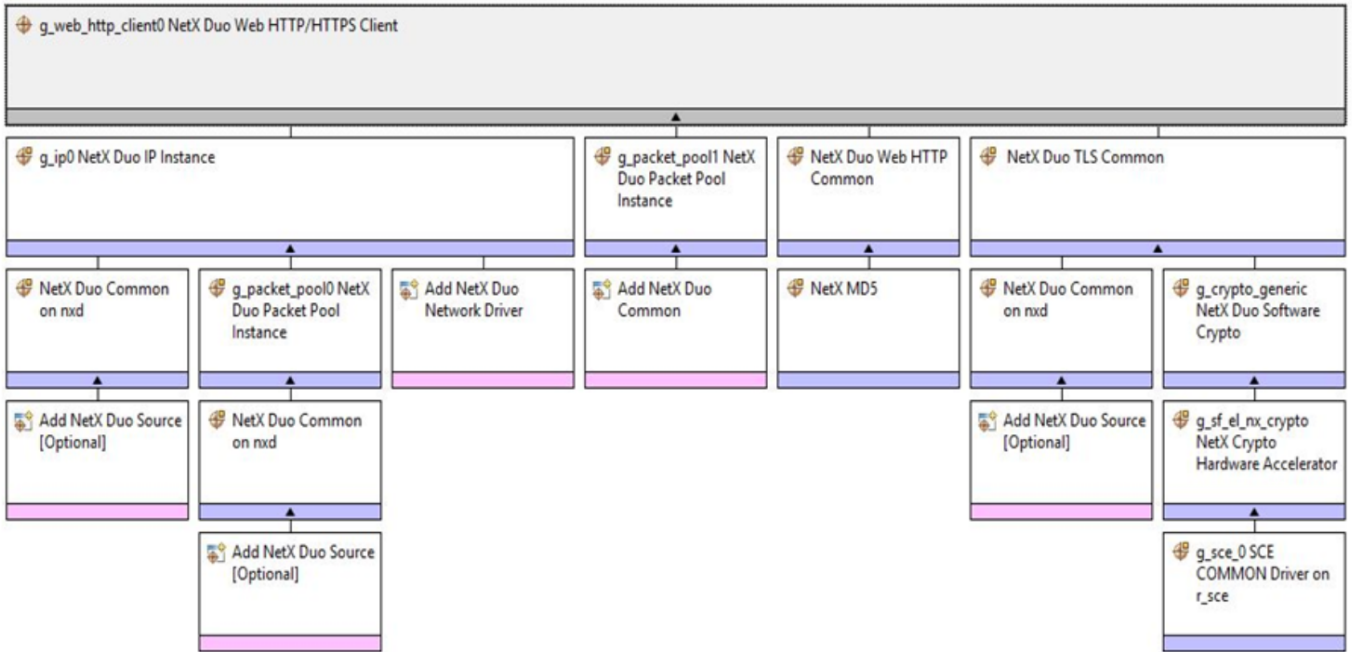 g_web_http_client0 NetX Duo Web HTTP/HTTPS Client
g_ip0 NetX Duo IP Instance
g_packet_pool1 NetX
Duo Packet Pool
Instance
NetX Duo Web HTTP
Common
NetX Duo TLS Common
NetX Duo Common
on nxd
g_packet_pool0 NetX
Duo Packet Pool
Instance
Add NetX Duo
Network Driver
Add NetX Duo
Common
NetX MD5
NetX Duo Common
on nxd
g_crypto_generic
NetX Duo Software
Crypto
Add NetX Duo Source
[Optional]
NetX Duo Common
on nxd
Add NetX Duo Source
[Optional]
g_sf_el_nx_crypto
NetX Crypto
Hardware Accelerator
Add NetX Duo Source
[Optional]
g_sce_0 SCE
COMMON Driver on
r_sce